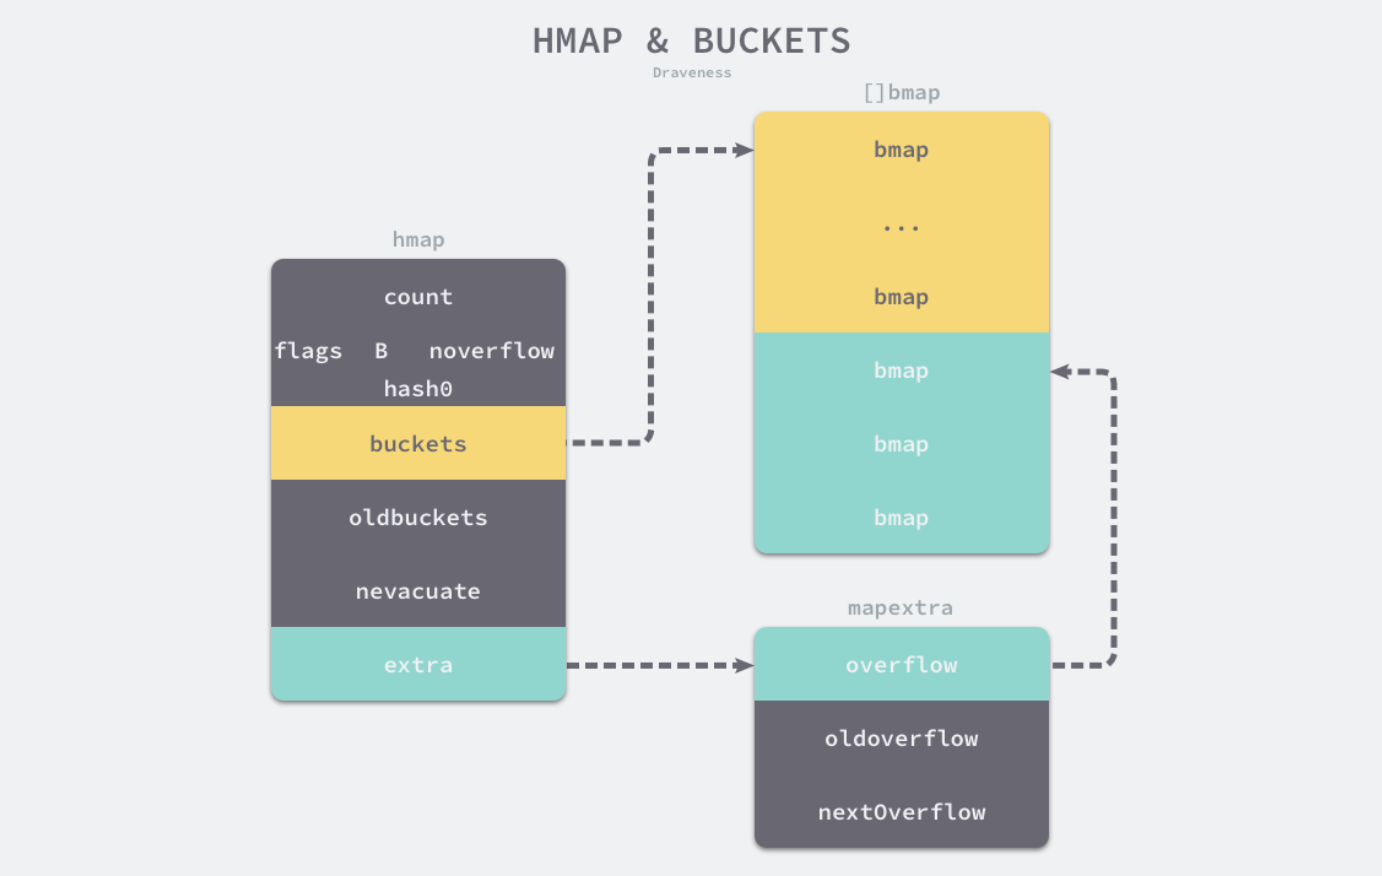 HMAP & BUCKETS
Draveness
[]bmap
bmap
...
bmap
bmap
bmap
bmap
hmap
count
flags B noverflow
hash0
buckets
oldbuckets
nevacuate
extra
mapextra
overflow
oldoverflow
nextOverflow